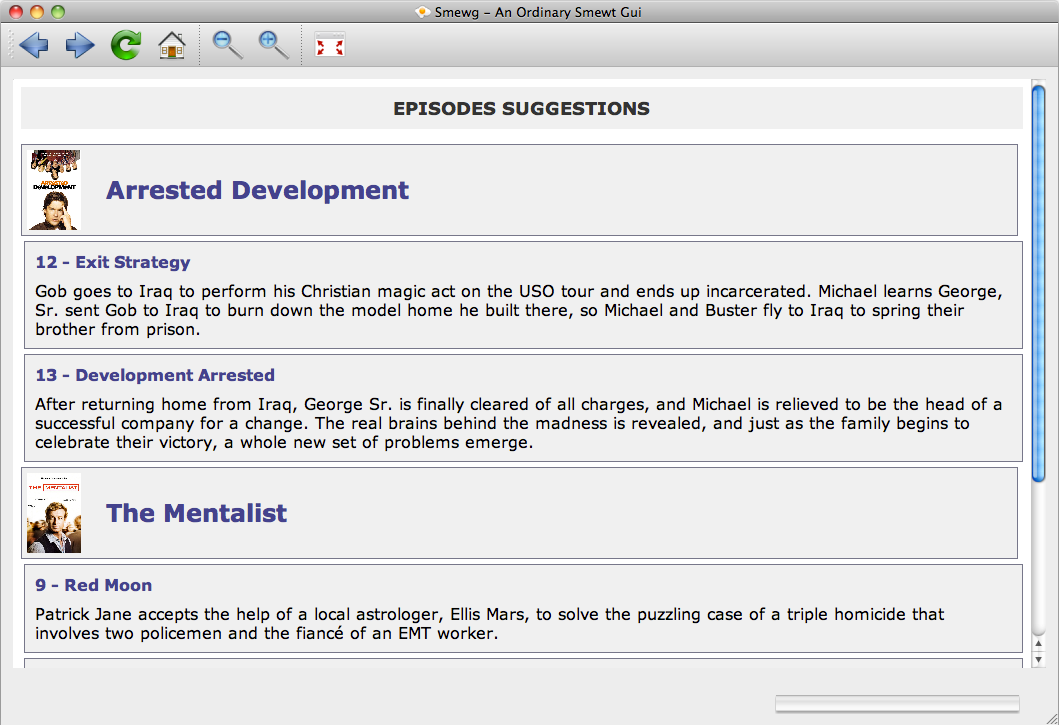 Smewg – An Ordinary Smewt Gui
EPISODES SUGGESTIONS
Arrested Development
12 - Exit Strategy
Gob goes to Iraq to perform his Christian magic act on the USO tour and ends up incarcerated. Michael learns George,
Sr. sent Gob to Iraq to burn down the model home he built there, so Michael and Buster fly to Iraq to spring their
brother from prison.
13 - Development Arrested
After returning home from Iraq, George Sr. is finally cleared of all charges, and Michael is relieved to be the head of a
successful company for a change. The real brains behind the madness is revealed, and just as the family begins to
celebrate their victory, a whole new set of problems emerge.
THE MENTALIST
The Mentalist
9 - Red Moon
Patrick Jane accepts the help of a local astrologer, Ellis Mars, to solve the puzzling case of a triple homicide that
involves two policemen and the fiancé of an EMT worker.